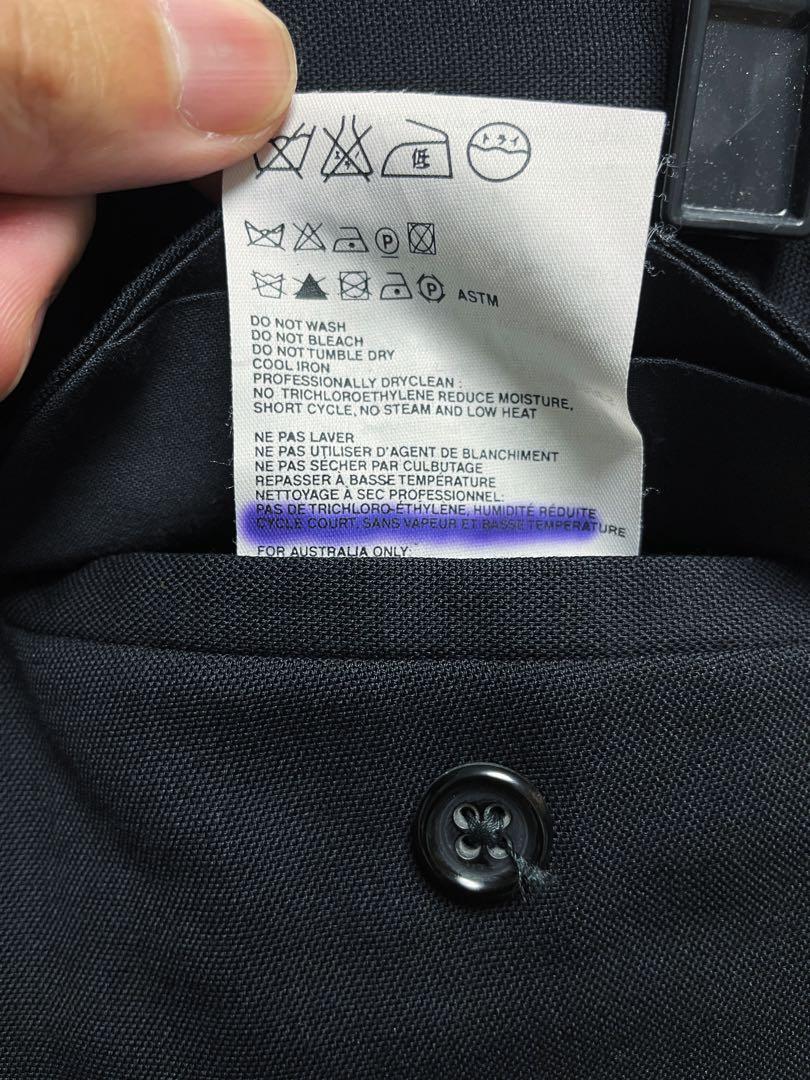 低 ドライ
P
P ASTM
DO NOT WASH
DO NOT BLEACH
DO NOT TUMBLE DRY
COOL IRON
PROFESSIONALLY DRYCLEAN :
NO TRICHLOROETHYLENE REDUCE MOISTURE,
SHORT CYCLE, NO STEAM AND LOW HEAT
NE PAS LAVER
NE PAS UTILISER D'AGENT DE BLANCHIMENT
NE PAS SÉCHER PAR CULBUTAGE
REPASSER À BASSE TEMPÉRATURE
NETTOYAGE À SEC PROFESSIONNEL:
PAS DE TRICHLORO-ÉTHYLÈNE, HUMIDITÉ RÉDUITE
CYCLE COURT, SANS VAPEUR ET BASSE TEMPERATURE
FOR AUSTRALIA ONLY: